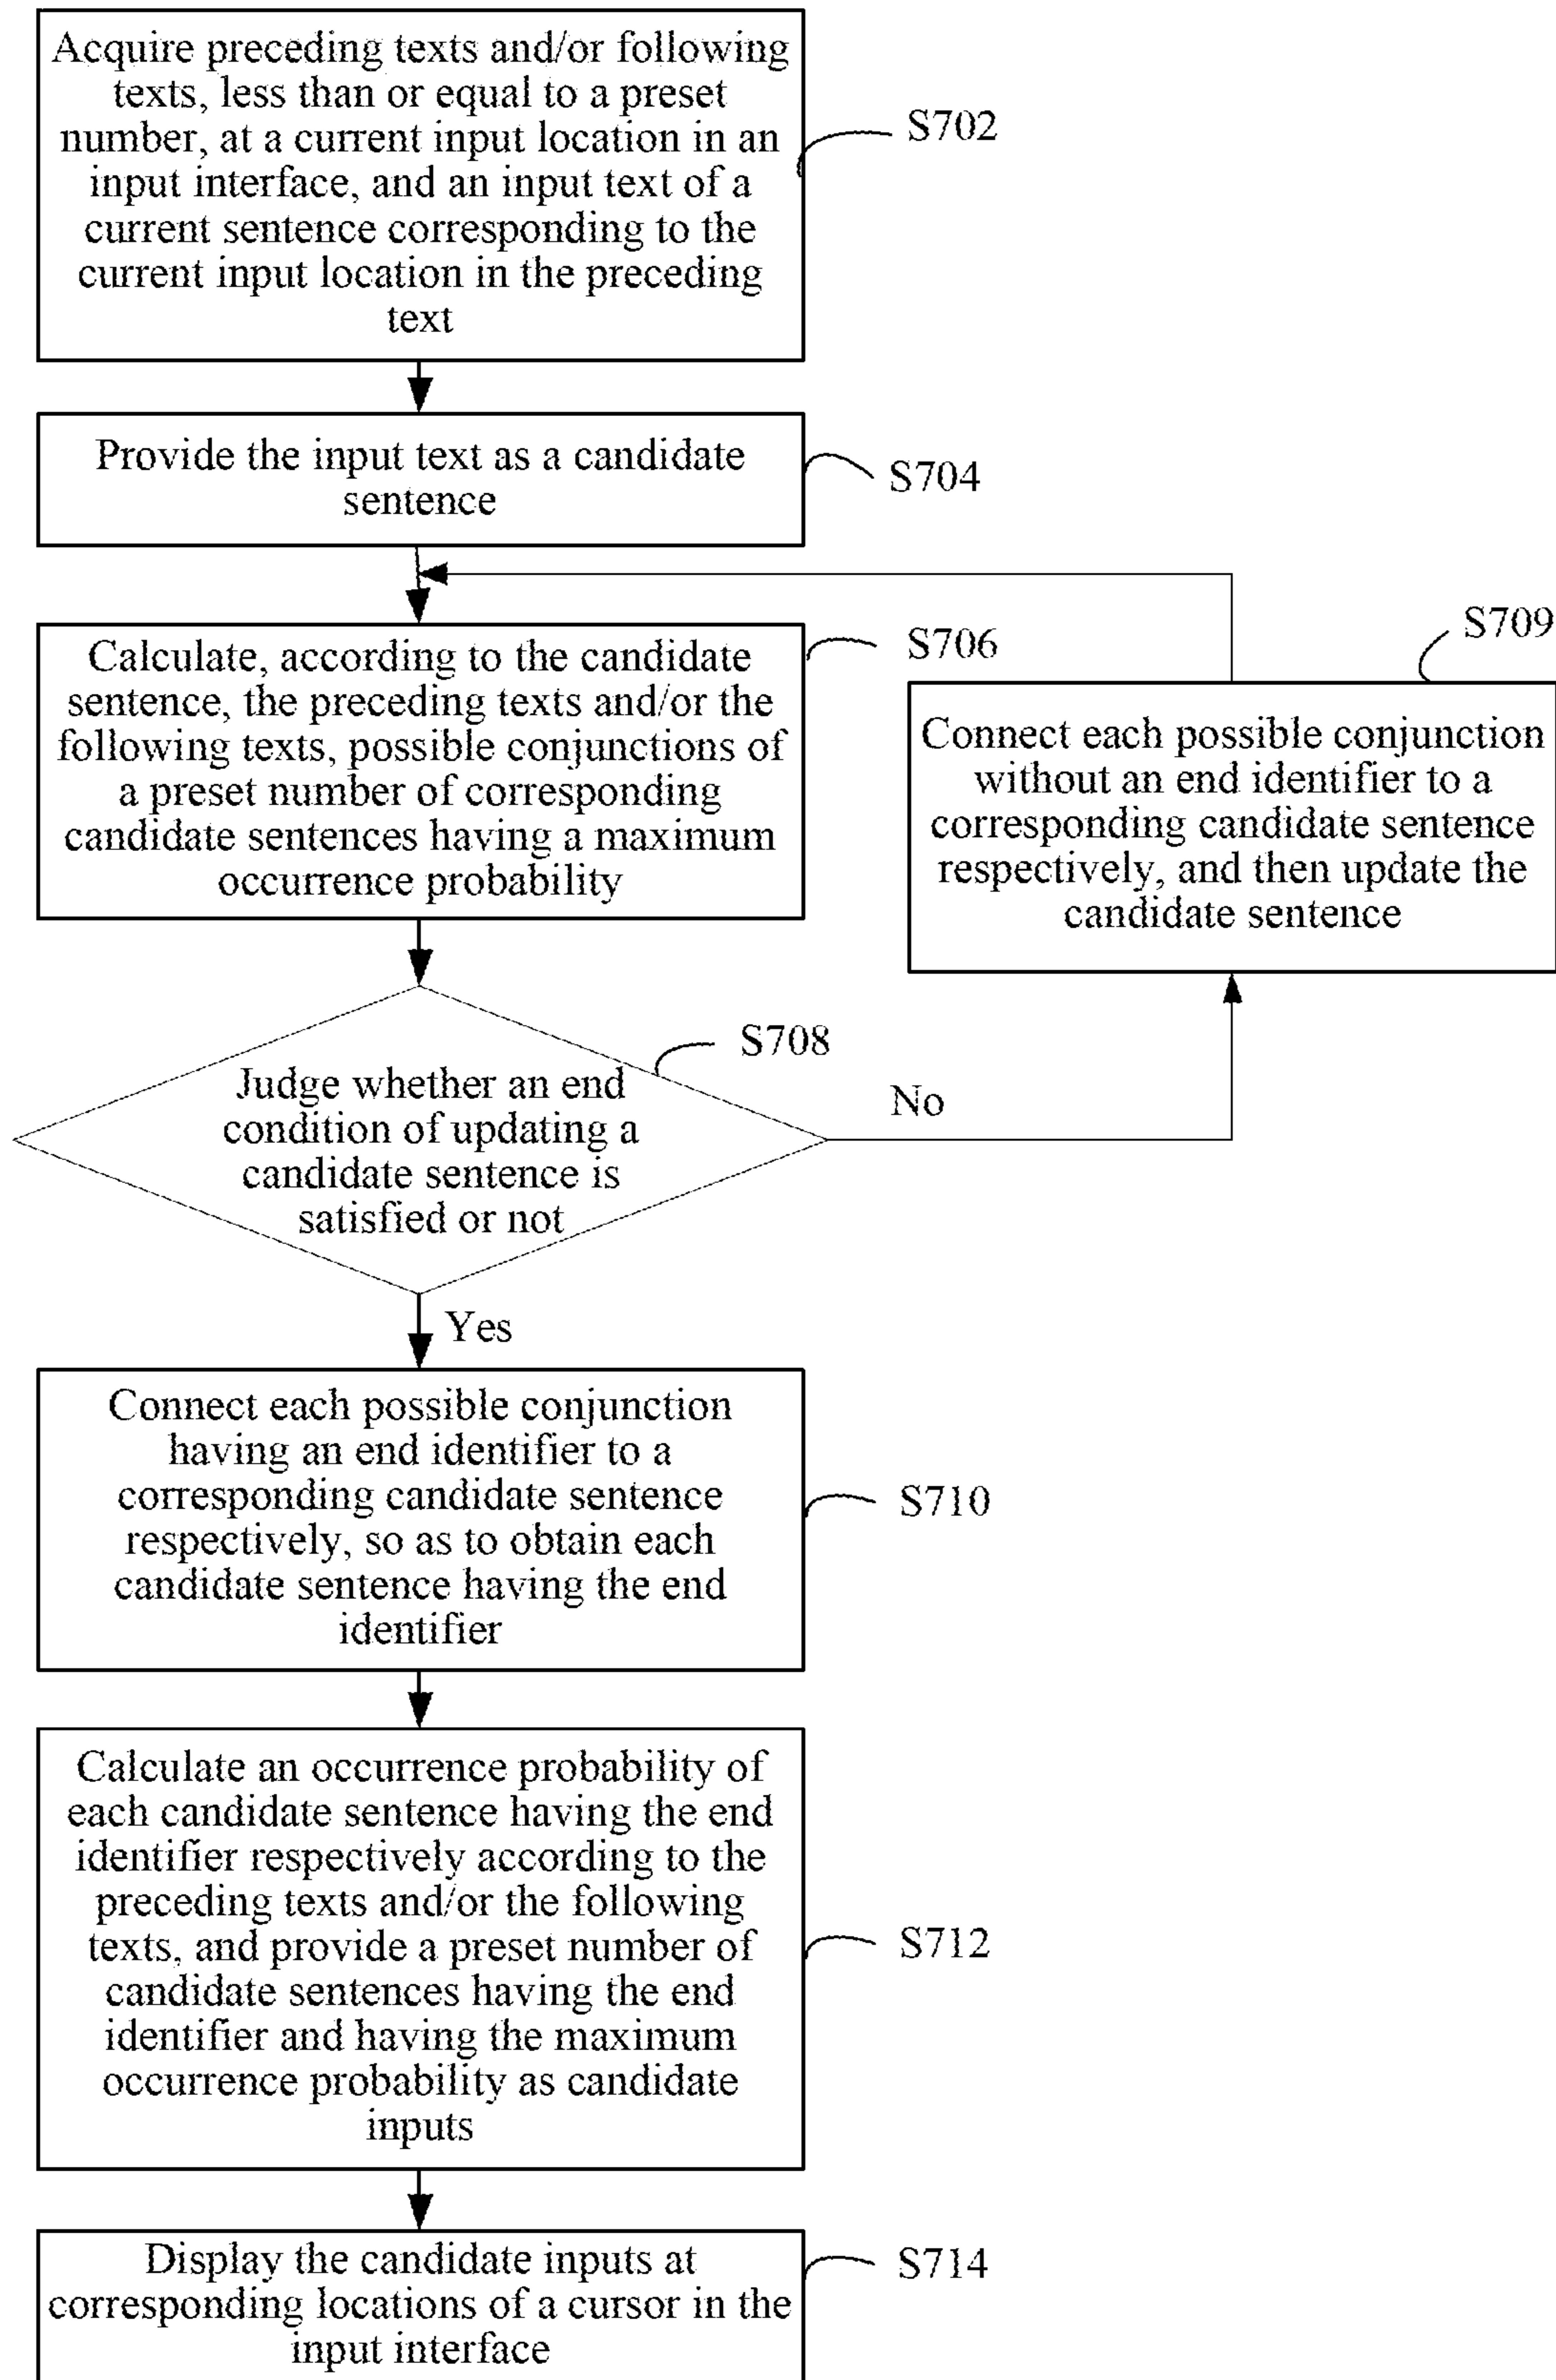 Acquire preceding texts and/or following
texts, less than or equal to a preset
number, at a current input location in an
input interface, and an input text of a
current sentence corresponding to the
current input location in the preceding
text
S702
Provide the input text as a candidate
sentence
S704
Calculate, according to the candidate
sentence, the preceding texts and/or the
following texts, possible conjunctions of
a preset number of corresponding
candidate sentences having a maximum
occurrence probability
S706
S709
Connect each possible conjunction
without an end identifier to a
corresponding candidate sentence
respectively, and then update the
candidate sentence
Judge whether an end
condition of updating a
candidate sentence is
satisfied or not
S708
No
Yes
Connect each possible conjunction
having an end identifier to a
corresponding candidate sentence
respectively, so as to obtain each
candidate sentence having the end
identifier
S710
Calculate an occurrence probability of
each candidate sentence having the end
identifier respectively according to the
preceding texts and/or the following
texts, and provide a preset number of
candidate sentences having the end
identifier and having the maximum
occurrence probability as candidate
inputs
S712
Display the candidate inputs at
corresponding locations of a cursor in the
input interface
S714